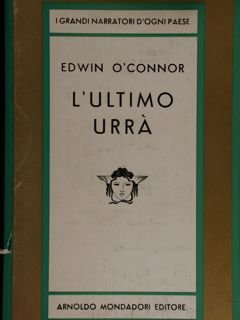 I GRANDI NARRATORI D'OGNI PAESE
EDWIN O'CONNOR
L'ULTIMO
URRÀ
ARNOLDO MONDADORI EDITORE